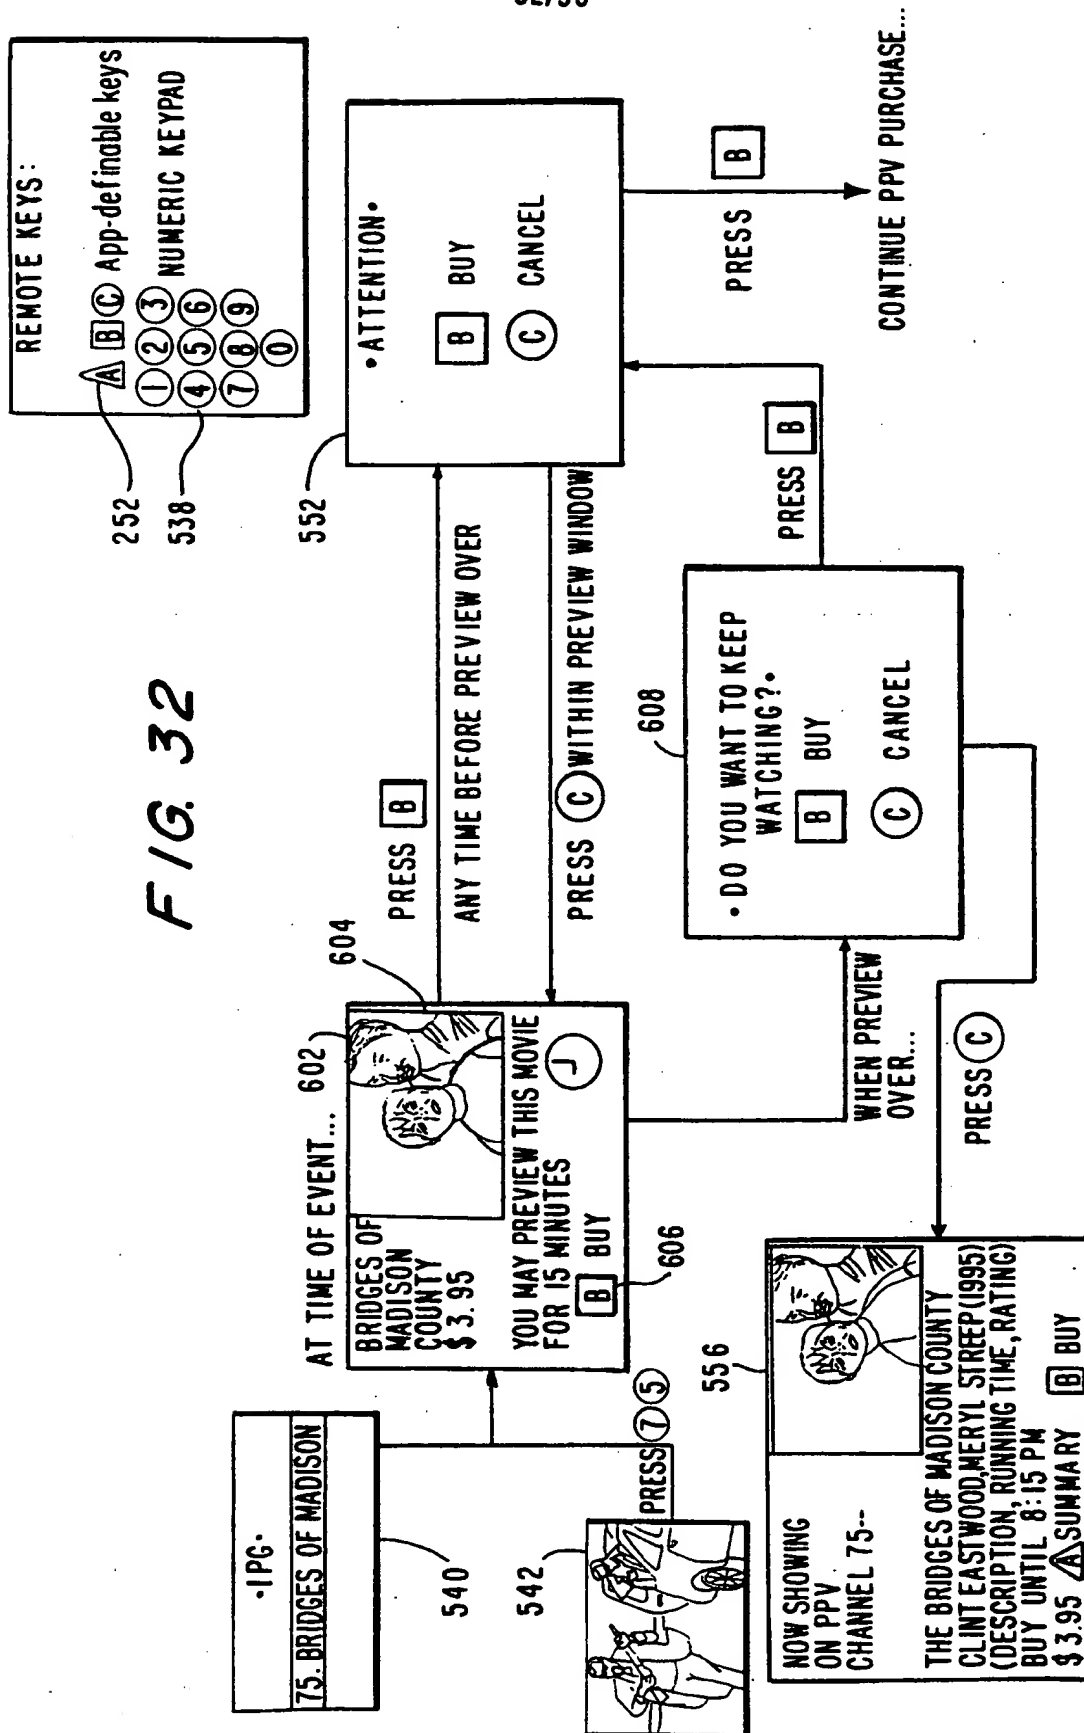 FIG. 32
REMOTE KEYS:
A B C App-definable keys
1 2 3 NUMERIC KEYPAD
4 5 6
7 8 9
0
252
538
•IPG•
75. BRIDGES OF MADISON
540
542
PRESS 7 5
AT TIME OF EVENT... 602
604
BRIDGES OF
MADISON
COUNTY
$ 3.95
YOU MAY PREVIEW THIS MOVIE
FOR 15 MINUTES
B BUY
606
PRESS B
ANY TIME BEFORE PREVIEW OVER
PRESS C WITHIN PREVIEW WINDOW
552
•ATTENTION•
B BUY
C CANCEL
PRESS B
CONTINUE PPV PURCHASE...
WHEN PREVIEW
OVER...
608
•DO YOU WANT TO KEEP
WATCHING?•
B BUY
C CANCEL
PRESS B
PRESS C
556
NOW SHOWING
ON PPV
CHANNEL 75--
THE BRIDGES OF MADISON COUNTY
CLINT EASTWOOD,MERYL STREEP(1995)
(DESCRIPTION, RUNNING TIME, RATING)
BUY UNTIL 8:15 PM
$ 3.95 A SUMMARY B BUY